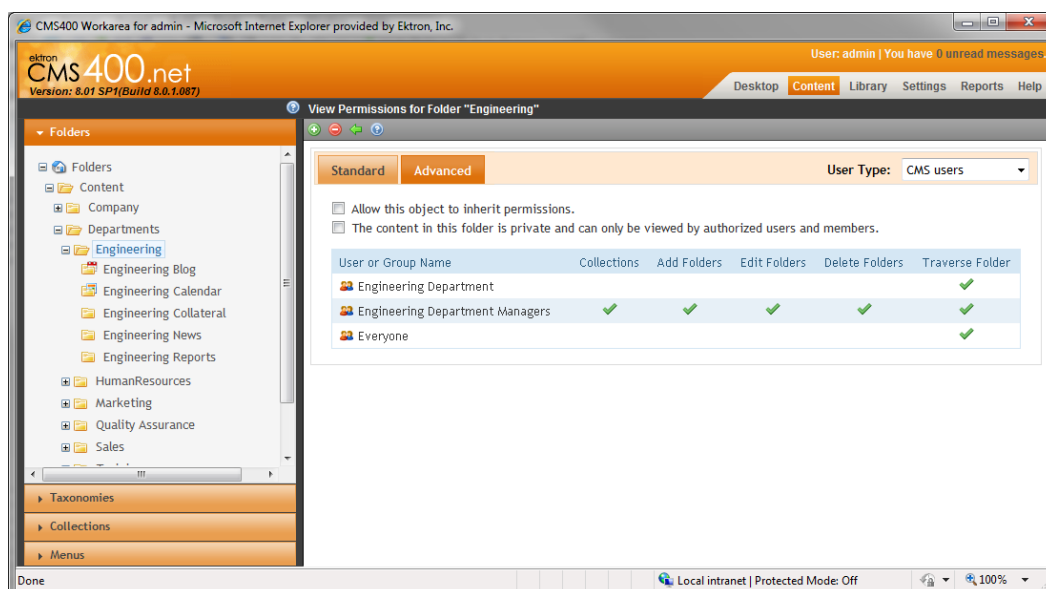 CMS400 Workarea for admin - Microsoft Internet Explorer provided by Ektron, Inc.
User: admin | You have 0 unread messages
ektron
CMS400.net
Version: 8.01 SP1(Build 8.0.1.087)
Desktop Content Library Settings Reports Help
View Permissions for Folder "Engineering"
Folders
Folders
Content
Company
Departments
Engineering
Engineering Blog
Engineering Calendar
Engineering Collateral
Engineering News
Engineering Reports
HumanResources
Marketing
Quality Assurance
Sales
Taxonomies
Collections
Menus
Standard Advanced User Type: CMS users
Allow this object to inherit permissions.
The content in this folder is private and can only be viewed by authorized users and members.
User or Group Name Collections Add Folders Edit Folders Delete Folders Traverse Folder
Engineering Department
Engineering Department Managers
Everyone
Done Local intranet | Protected Mode: Off 100%